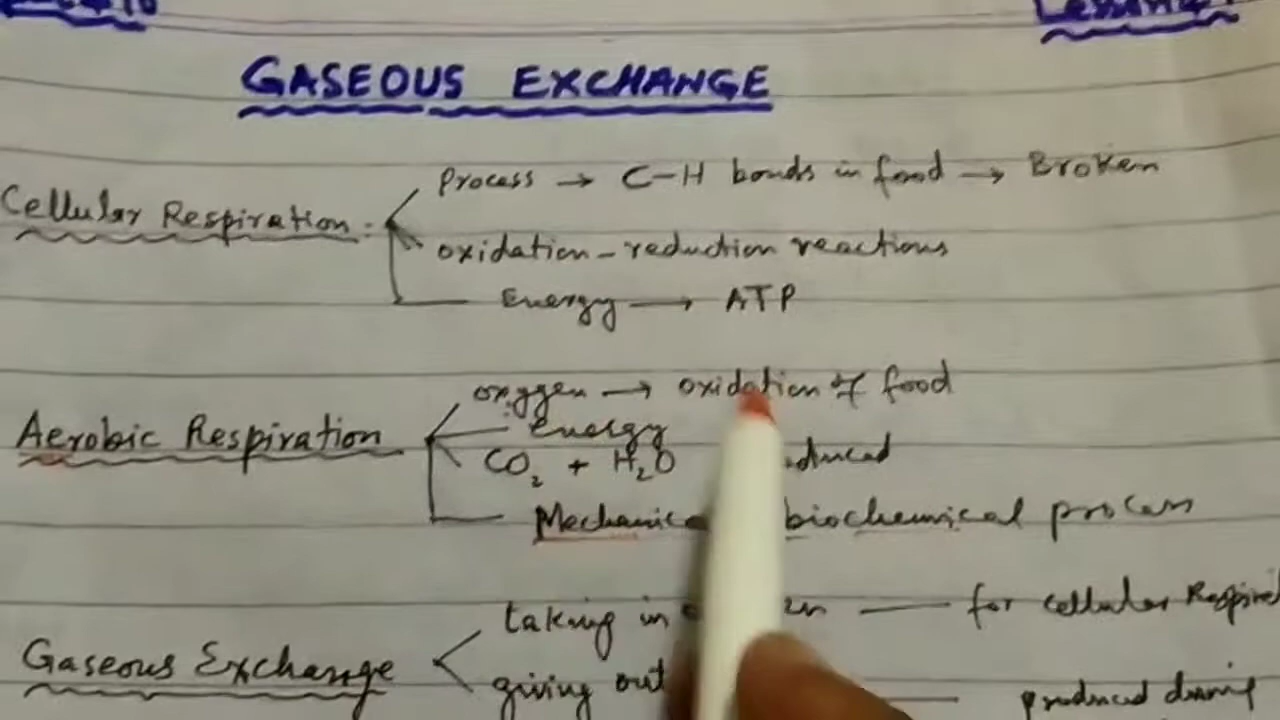 GASEOUS EXCHANGE
Process → C-H bonds in food → Broken
Cellular Respiration :
oxidation - reduction reactions
Energy → ATP
oxygen → oxidation of food
Aerobic Respiration
energy
CO₂ + H₂O
Mechanic biochemical process
taking in — for cellular Respi
Gaseous Exchange
giving out — produced during